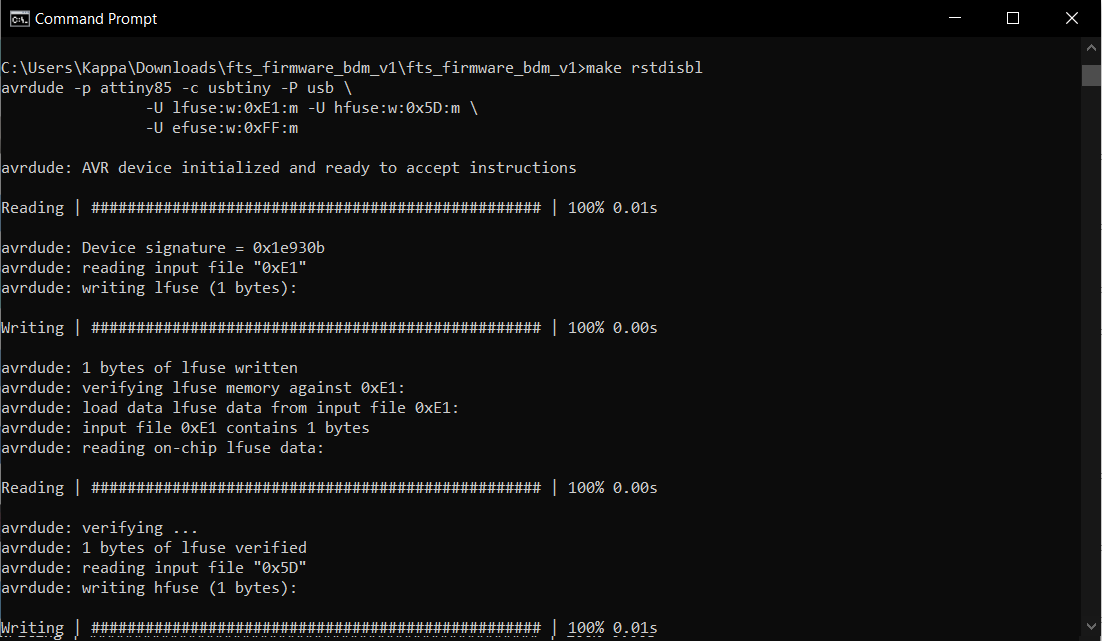 Command Prompt
C:\Users\Kappa\Downloads\fts_firmware_bdm_v1\fts_firmware_bdm_v1>make rstdisbl
avrdude -p attiny85 -c usbtiny -P usb \
-U lfuse:w:0xE1:m -U hfuse:w:0x5D:m \
-U efuse:w:0xFF:m
avrdude: AVR device initialized and ready to accept instructions
Reading | ################################################## | 100% 0.01s
avrdude: Device signature = 0x1e930b
avrdude: reading input file "0xE1"
avrdude: writing lfuse (1 bytes):
Writing | ################################################## | 100% 0.00s
avrdude: 1 bytes of lfuse written
avrdude: verifying lfuse memory against 0xE1:
avrdude: load data lfuse data from input file 0xE1:
avrdude: input file 0xE1 contains 1 bytes
avrdude: reading on-chip lfuse data:
Reading | ################################################## | 100% 0.00s
avrdude: verifying ...
avrdude: 1 bytes of lfuse verified
avrdude: reading input file "0x5D"
avrdude: writing hfuse (1 bytes):
Writing | ################################################## | 100% 0.01s